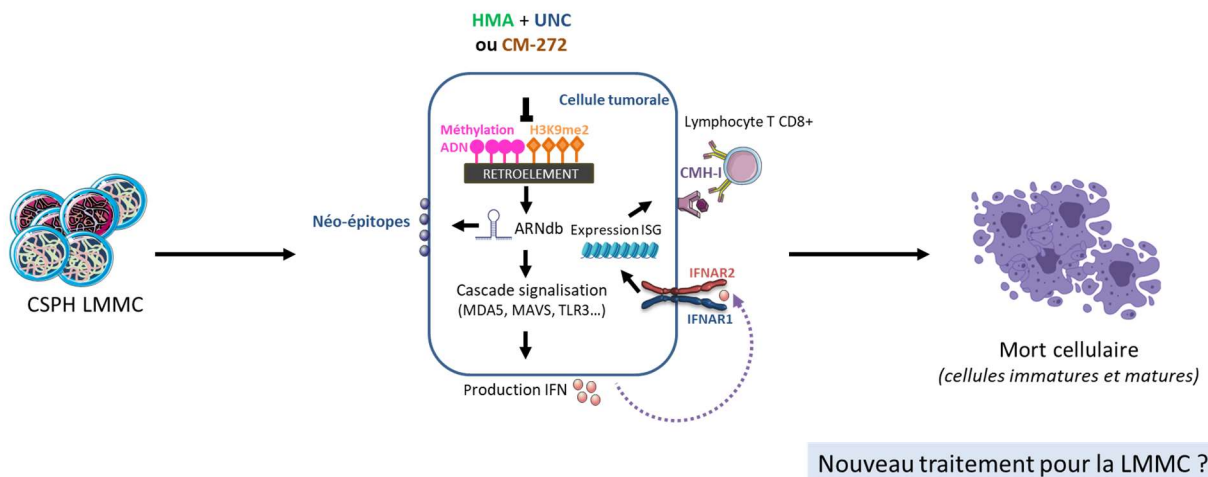 HMA + UNC
ou CM-272
Cellule tumorale
Méthylation
ADN
H3K9me2
RETROELEMENT
Lymphocyte T CD8+
CMH-I
Néo-épitopes
ARNdb
Expression ISG
CSPH LMMC
Cascade signalisation
(MDA5, MAVS, TLR3...)
IFNAR2
IFNAR1
Production IFN
Mort cellulaire
(cellules immatures et matures)
Nouveau traitement pour la LMMC ?